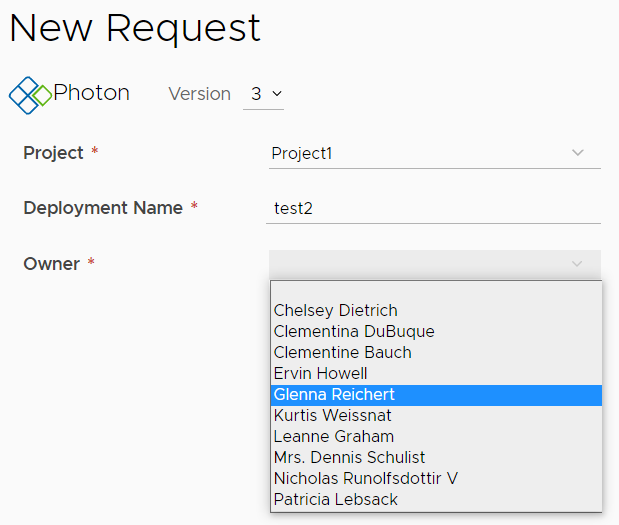 New Request
Photon Version 3
Project * Project1
Deployment Name * test2
Owner *
Chelsey Dietrich
Clementina DuBuque
Clementine Bauch
Ervin Howell
Glenna Reichert
Kurtis Weissnat
Leanne Graham
Mrs. Dennis Schulist
Nicholas Runolfsdottir V
Patricia Lebsack